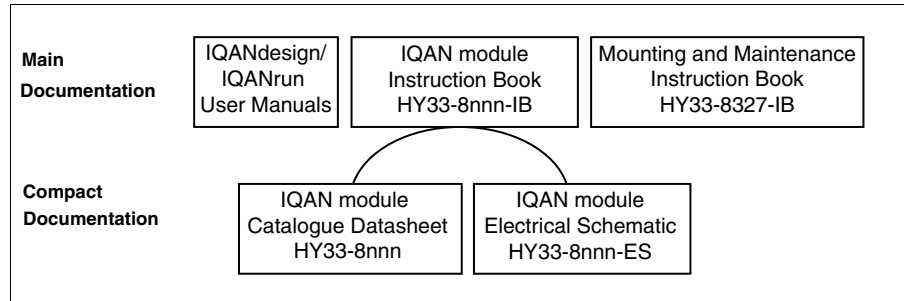 Main
Documentation
IQANdesign/
IQANrun
User Manuals
IQAN module
Instruction Book
HY33-8nnn-IB
Mounting and Maintenance
Instruction Book
HY33-8327-IB
Compact
Documentation
IQAN module
Catalogue Datasheet
HY33-8nnn
IQAN module
Electrical Schematic
HY33-8nnn-ES